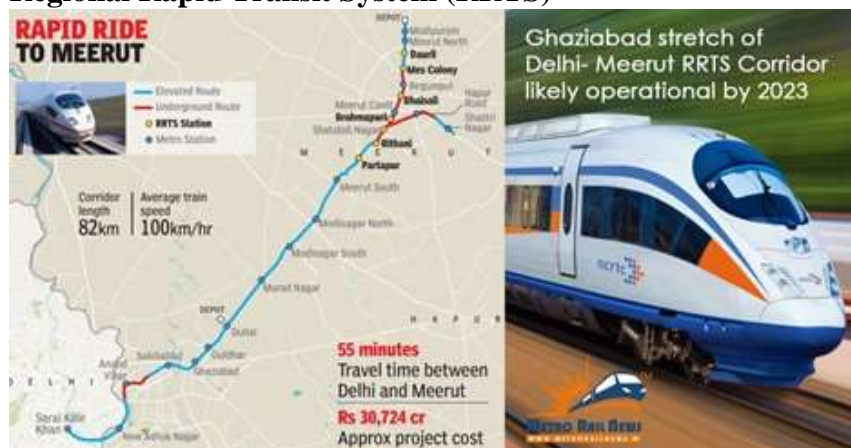 Regional Rapid Transit System (RRTS)
RAPID RIDE
TO MEERUT
Elevated Route
Underground Route
RRTS Station
Metro Station
Corridor
length
82km
Average train
speed
100km/hr
DEPOT
Modipuram
Meerut North
Daurli
Mes Colony
Begumpul
Bhaisali
Meerut Cantt
Brahmapuri
Hapur
Road
Shastri
Nagar
Shatabdi Nagar
Rithani
MEERUT
Partapur
Meerut South
Modinagar North
Modinagar South
Murad Nagar
DEPOT
HAPUR
Duhai
Guldhar
Ghaziabad
Sahibabad
Anand
Vihar
DELHI
Sarai Kale
Khan
New Ashok Nagar
55 minutes
Travel time between
Delhi and Meerut
Rs 30,724 cr
Approx project cost
Ghaziabad stretch of
Delhi- Meerut RRTS Corridor
likely operational by 2023
ncrtc
METRO RAIL NEWS